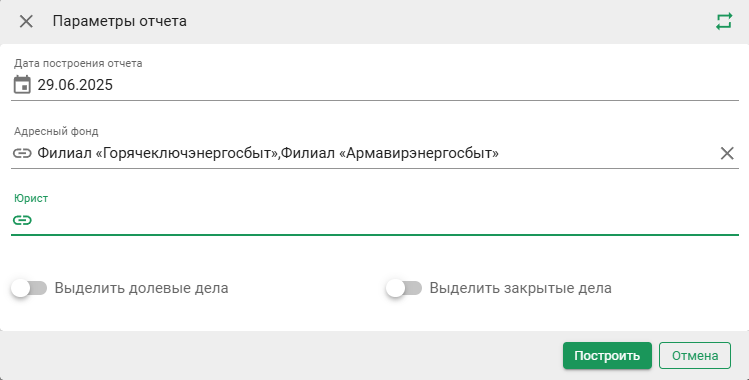 Параметры отчета
Дата построения отчета
29.06.2025
Адресный фонд
Филиал «Горячеключэнергосбыт»,Филиал «Армавирэнергосбыт»
Юрист
Выделить долевые дела
Выделить закрытые дела
Построить
Отмена